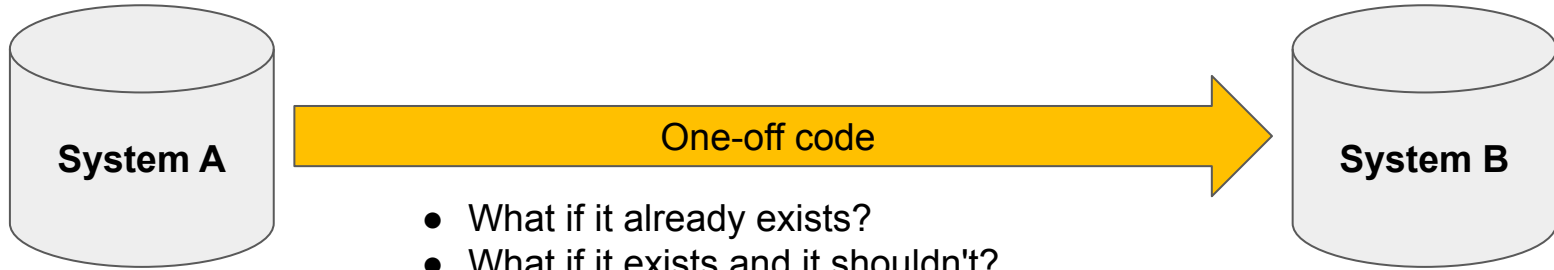 One-off code
System A
System B
● What if it already exists?
● What if it exists and it shouldn't?